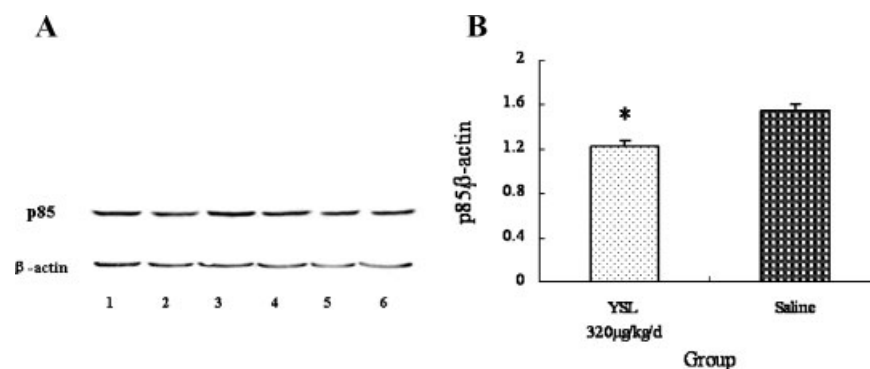 A
p85
β-actin
1 2 3 4 5 6
B
2
1.6
1.2
0.8
0.4
0
p85/β-actin
*
YSL Saline
320μg/kg/d
Group